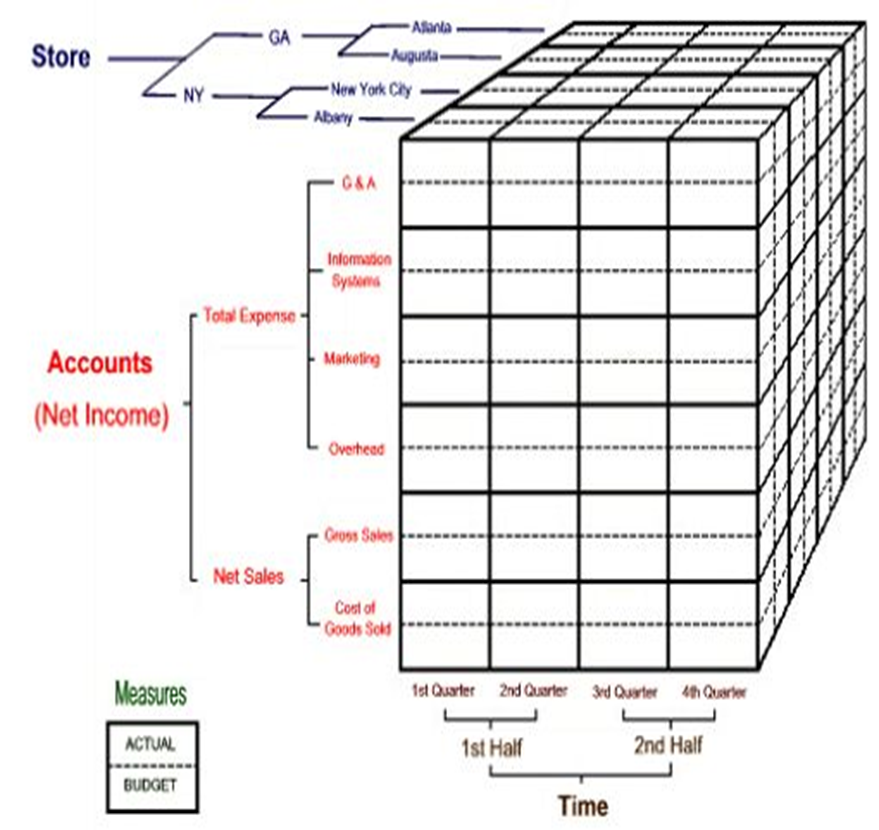 Store
GA
Atlanta
Augusta
NY
New York City
Albany
G & A
Information
Systems
Total Expense
Accounts
(Net Income)
Marketing
Overhead
Gross Sales
Net Sales
Cost of
Goods Sold
1st Quarter
2nd Quarter
3rd Quarter
4th Quarter
1st Half
2nd Half
Time
Measures
ACTUAL
BUDGET